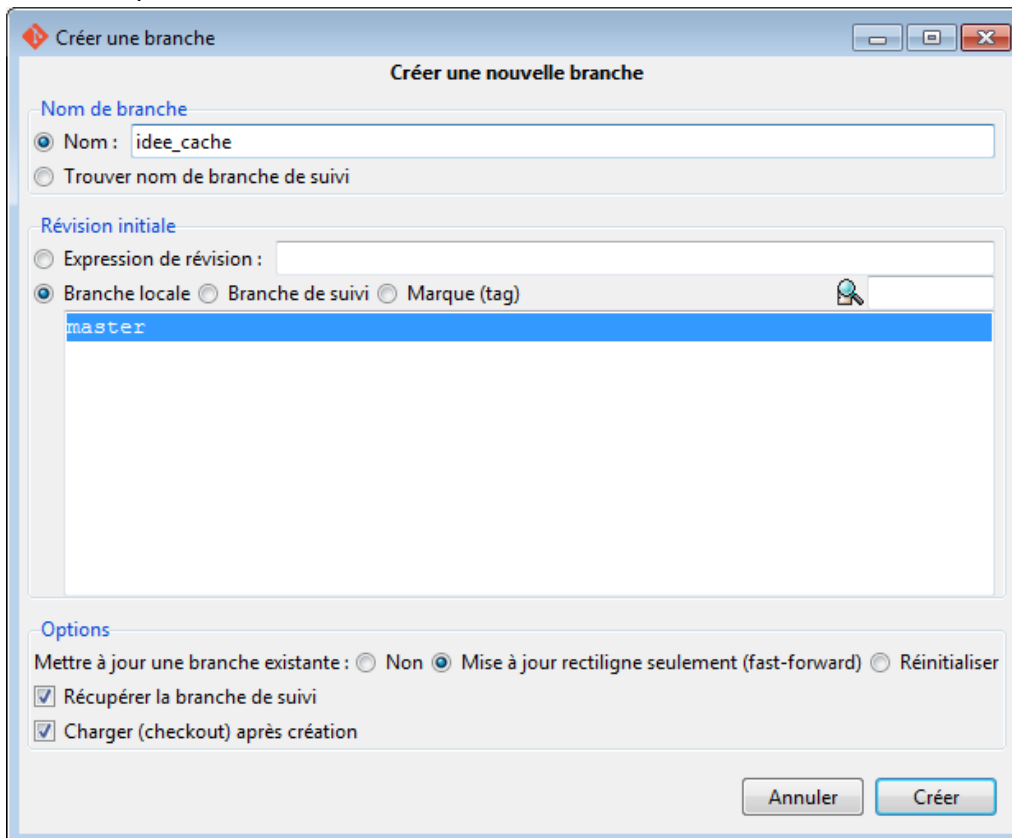 Créer une branche
Créer une nouvelle branche
Nom de branche
Nom : idee_cache
Trouver nom de branche de suivi
Révision initiale
Expression de révision :
Branche locale Branche de suivi Marque (tag)
master
Options
Mettre à jour une branche existante : Non Mise à jour rectiligne seulement (fast-forward) Réinitialiser
Récupérer la branche de suivi
Charger (checkout) après création
Annuler Créer